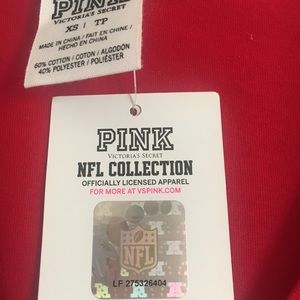 PINK
VICTORIA'S SECRET
XS | TP
MADE IN CHINA / FAIT EN CHINE /
HECHO EN CHINA
60% COTTON / COTON / ALGODÓN
40% POLYESTER / POLYESTER /
PINK
VICTORIA'S SECRET
NFL COLLECTION
OFFICIALLY LICENSED APPAREL
FOR MORE AT VSPINK.COM
NFL
LF 275326404